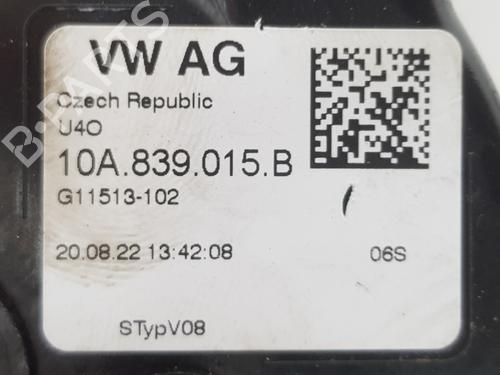 VW AG
Czech Republic
U4O
10A.839.015.B
G11513-102
20.08.22 13:42:08
06S
STypV08
B-PARTS